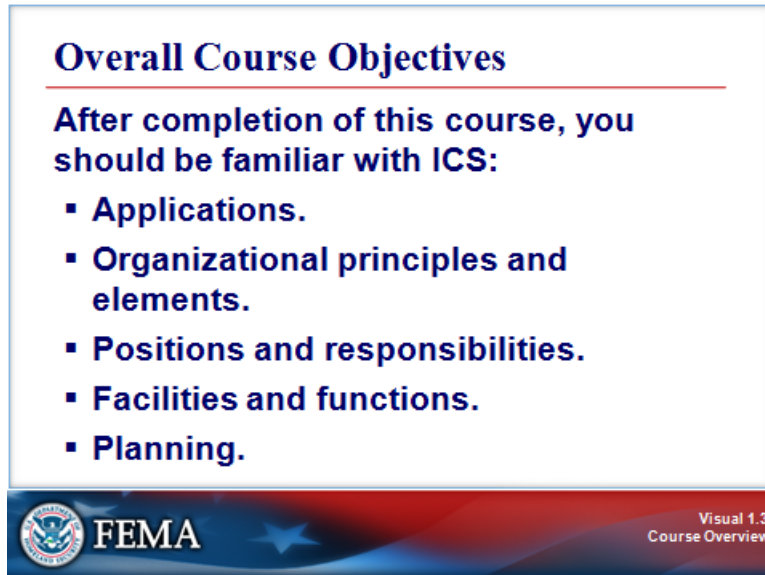 Overall Course Objectives
After completion of this course, you
should be familiar with ICS:
▪ Applications.
▪ Organizational principles and
elements.
▪ Positions and responsibilities.
▪ Facilities and functions.
▪ Planning.
FEMA
Visual 1.3
Course Overview